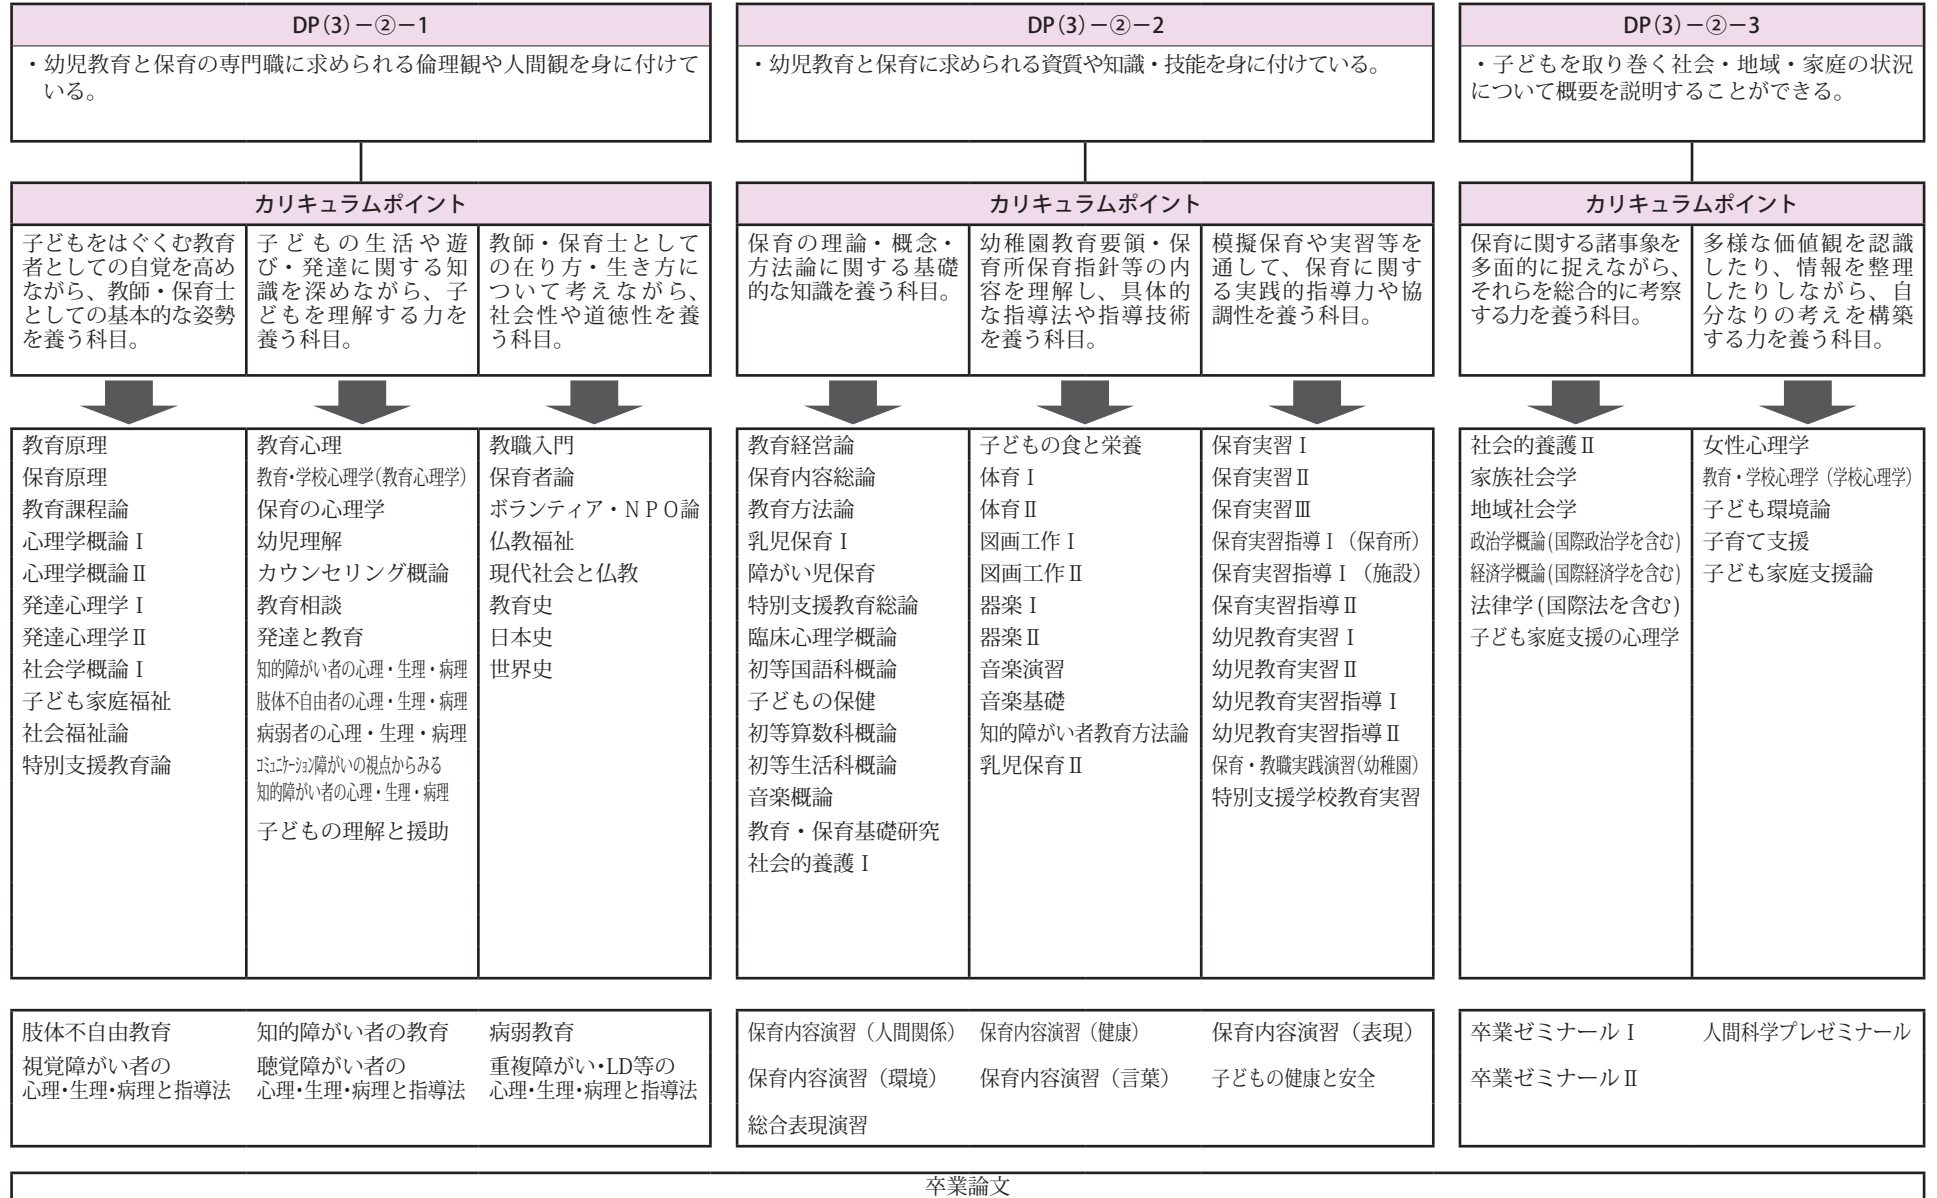 DP(3)－②－1
・幼児教育と保育の専門職に求められる倫理観や人間観を身に付けて
いる。
カリキュラムポイント
子どもをはぐくむ教育
者としての自覚を高め
ながら、教師・保育士
としての基本的な姿勢
を養う科目。
子どもの生活や遊
び・発達に関する知
識を深めながら、子
どもを理解する力を
養う科目。
教師・保育士として
の在り方・生き方に
ついて考えながら、
社会性や道徳性を養
う科目。
教育原理
保育原理
教育課程論
心理学概論Ⅰ
心理学概論Ⅱ
発達心理学Ⅰ
発達心理学Ⅱ
社会学概論Ⅰ
子ども家庭福祉
社会福祉論
特別支援教育論
教育心理
教育・学校心理学(教育心理学)
保育の心理学
幼児理解
カウンセリング概論
教育相談
発達と教育
知的障がい者の心理・生理・病理
肢体不自由者の心理・生理・病理
病弱者の心理・生理・病理
コミュニケーション障がいの視点からみる
知的障がい者の心理・生理・病理
子どもの理解と援助
教職入門
保育者論
ボランティア・ＮＰＯ論
仏教福祉
現代社会と仏教
教育史
日本史
世界史
肢体不自由教育
視覚障がい者の
心理・生理・病理と指導法
知的障がい者の教育
聴覚障がい者の
心理・生理・病理と指導法
病弱教育
重複障がい・LD等の
心理・生理・病理と指導法
DP(3)－②－2
・幼児教育と保育に求められる資質や知識・技能を身に付けている。
カリキュラムポイント
保育の理論・概念・
方法論に関する基礎
的な知識を養う科目。
幼稚園教育要領・保
育所保育指針等の内
容を理解し、具体的
な指導法や指導技術
を養う科目。
模擬保育や実習等を
通して、保育に関す
る実践的指導力や協
調性を養う科目。
教育経営論
保育内容総論
教育方法論
乳児保育Ⅰ
障がい児保育
特別支援教育総論
臨床心理学概論
初等国語科概論
子どもの保健
初等算数科概論
初等生活科概論
音楽概論
教育・保育基礎研究
社会的養護Ⅰ
子どもの食と栄養
体育Ⅰ
体育Ⅱ
図画工作Ⅰ
図画工作Ⅱ
器楽Ⅰ
器楽Ⅱ
音楽演習
音楽基礎
知的障がい者教育方法論
乳児保育Ⅱ
保育実習Ⅰ
保育実習Ⅱ
保育実習Ⅲ
保育実習指導Ⅰ（保育所）
保育実習指導Ⅰ（施設）
保育実習指導Ⅱ
幼児教育実習Ⅰ
幼児教育実習Ⅱ
幼児教育実習指導Ⅰ
幼児教育実習指導Ⅱ
保育・教職実践演習(幼稚園)
特別支援学校教育実習
保育内容演習（人間関係）
保育内容演習（環境）
総合表現演習
保育内容演習（健康）
保育内容演習（言葉）
保育内容演習（表現）
子どもの健康と安全
DP(3)－②－3
・子どもを取り巻く社会・地域・家庭の状況
について概要を説明することができる。
カリキュラムポイント
保育に関する諸事象を
多面的に捉えながら、
それらを総合的に考察
する力を養う科目。
多様な価値観を認識
したり、情報を整理
したりしながら、自
分なりの考えを構築
する力を養う科目。
社会的養護Ⅱ
家族社会学
地域社会学
政治学概論(国際政治学を含む)
経済学概論(国際経済学を含む)
法律学(国際法を含む)
子ども家庭支援の心理学
女性心理学
教育・学校心理学（学校心理学）
子ども環境論
子育て支援
子ども家庭支援論
卒業ゼミナールⅠ
卒業ゼミナールⅡ
人間科学プレゼミナール
卒業論文